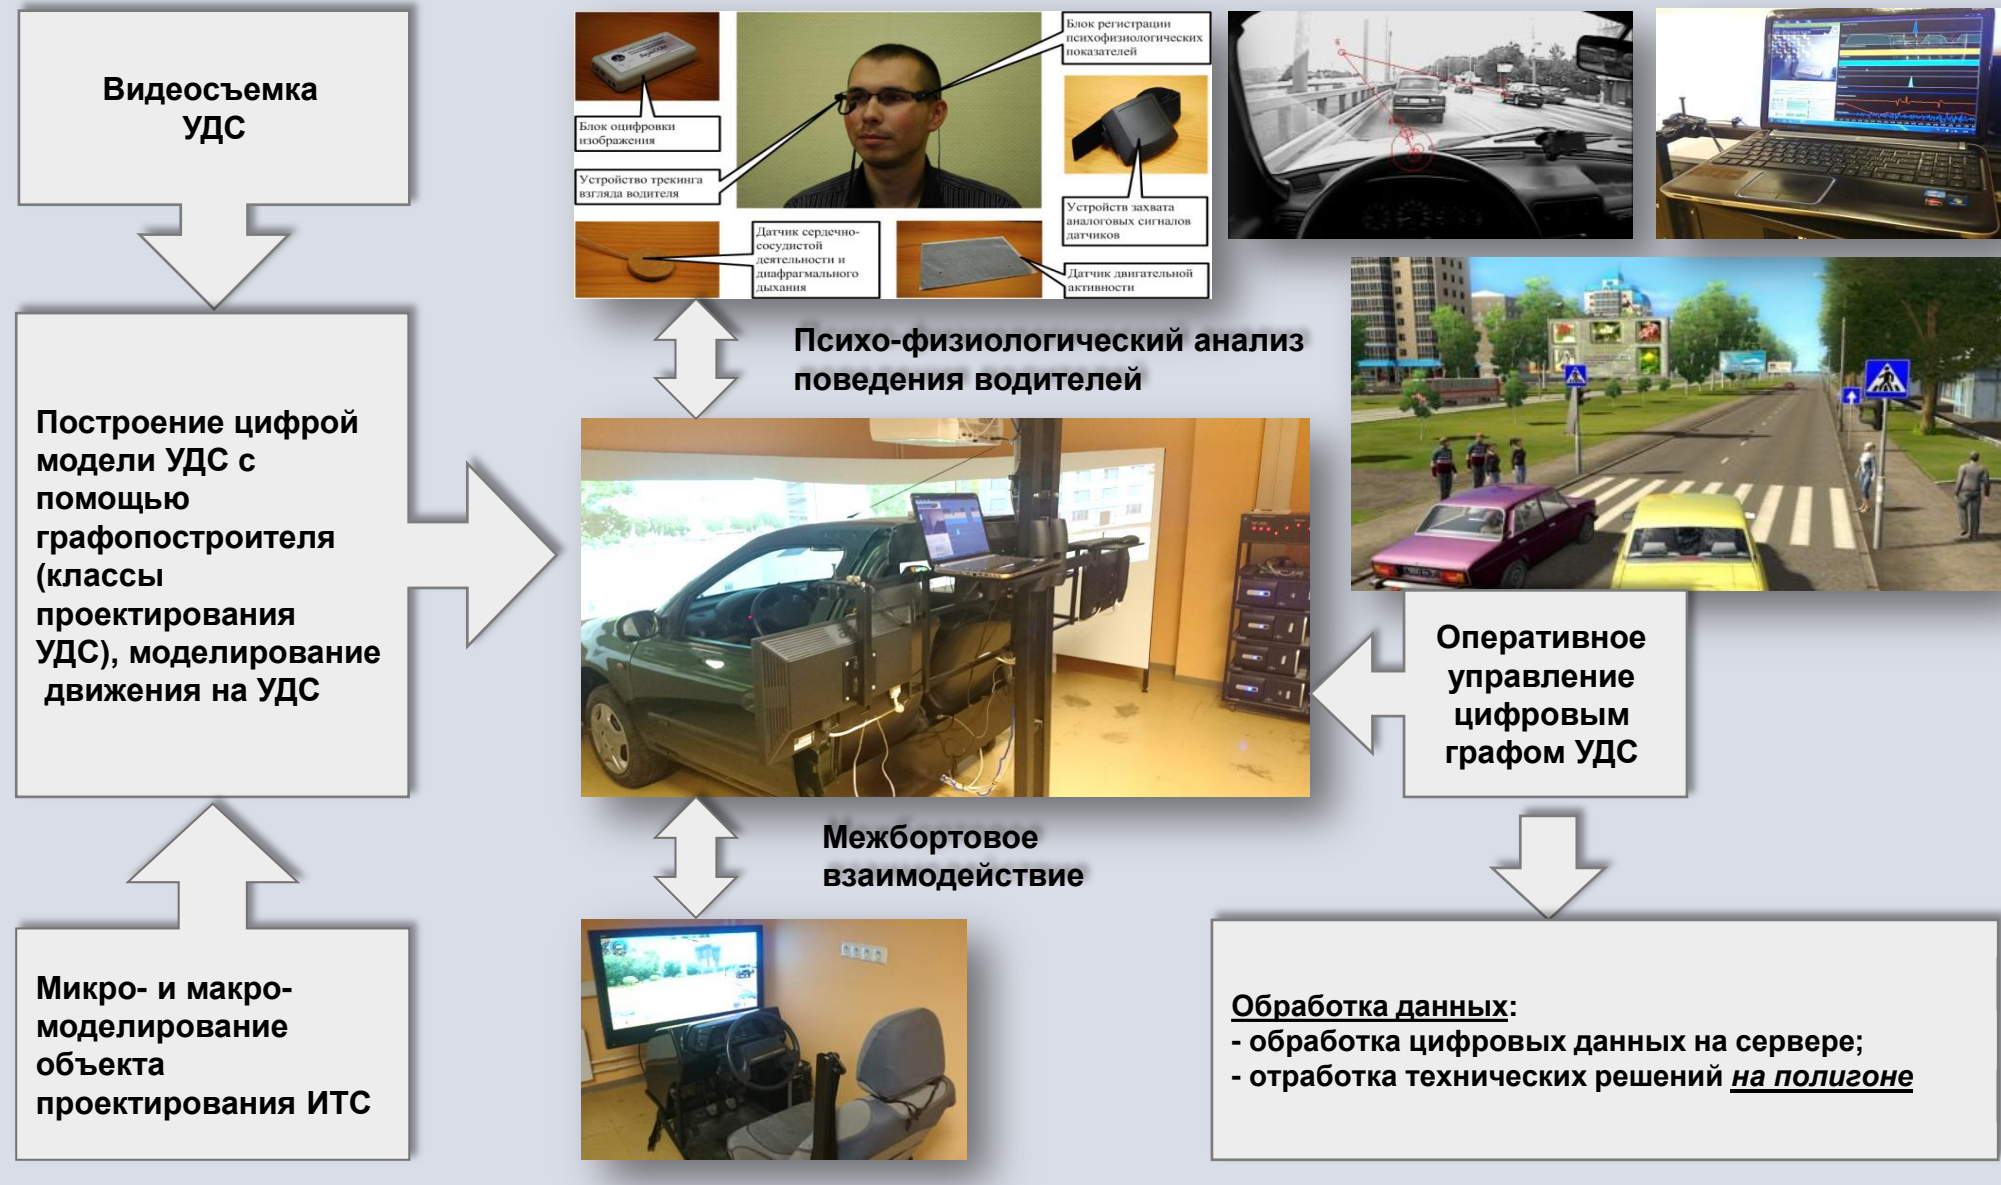 Видеосъемка
УДС
Построение цифрой
модели УДС с
помощью
графопостроителя
(классы
проектирования
УДС), моделирование
движения на УДС
Микро- и макро-
моделирование
объекта
проектирования ИТС
Блок оцифровки
изображения
Устройство трекинга
взгляда водителя
Датчик сердечно-
сосудистой
деятельности и
диафрагмального
дыхания
Блок регистрации
психофизиологических
показателей
Устройств захвата
аналоговых сигналов
датчиков
Датчик двигательной
активности
Психо-физиологический анализ
поведения водителей
Межбортовое
взаимодействие
Оперативное
управление
цифровым
графом УДС
Обработка данных:
- обработка цифровых данных на сервере;
- отработка технических решений на полигоне